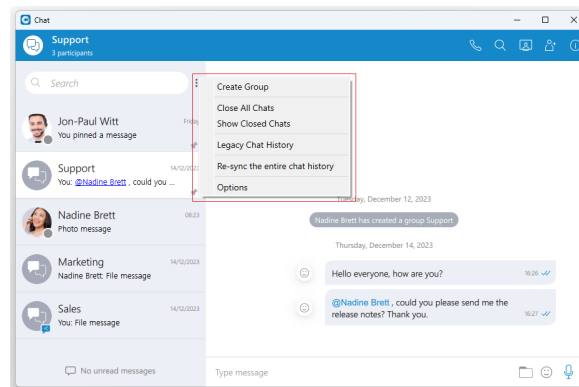 Chat
Support
3 participants
Search
Jon-Paul Witt
Friday
You pinned a message
Support
14/12/2023
You: @Nadine Brett , could you ...
Nadine Brett
08:23
Photo message
Marketing
14/12/2023
Nadine Brett: File message
Sales
14/12/2023
You: File message
No unread messages
Create Group
Close All Chats
Show Closed Chats
Legacy Chat History
Re-sync the entire chat history
Options
Tuesday, December 12, 2023
Nadine Brett has created a group Support
Thursday, December 14, 2023
Hello everyone, how are you?
16:26
@Nadine Brett , could you please send me the
release notes? Thank you.
16:27
Type message